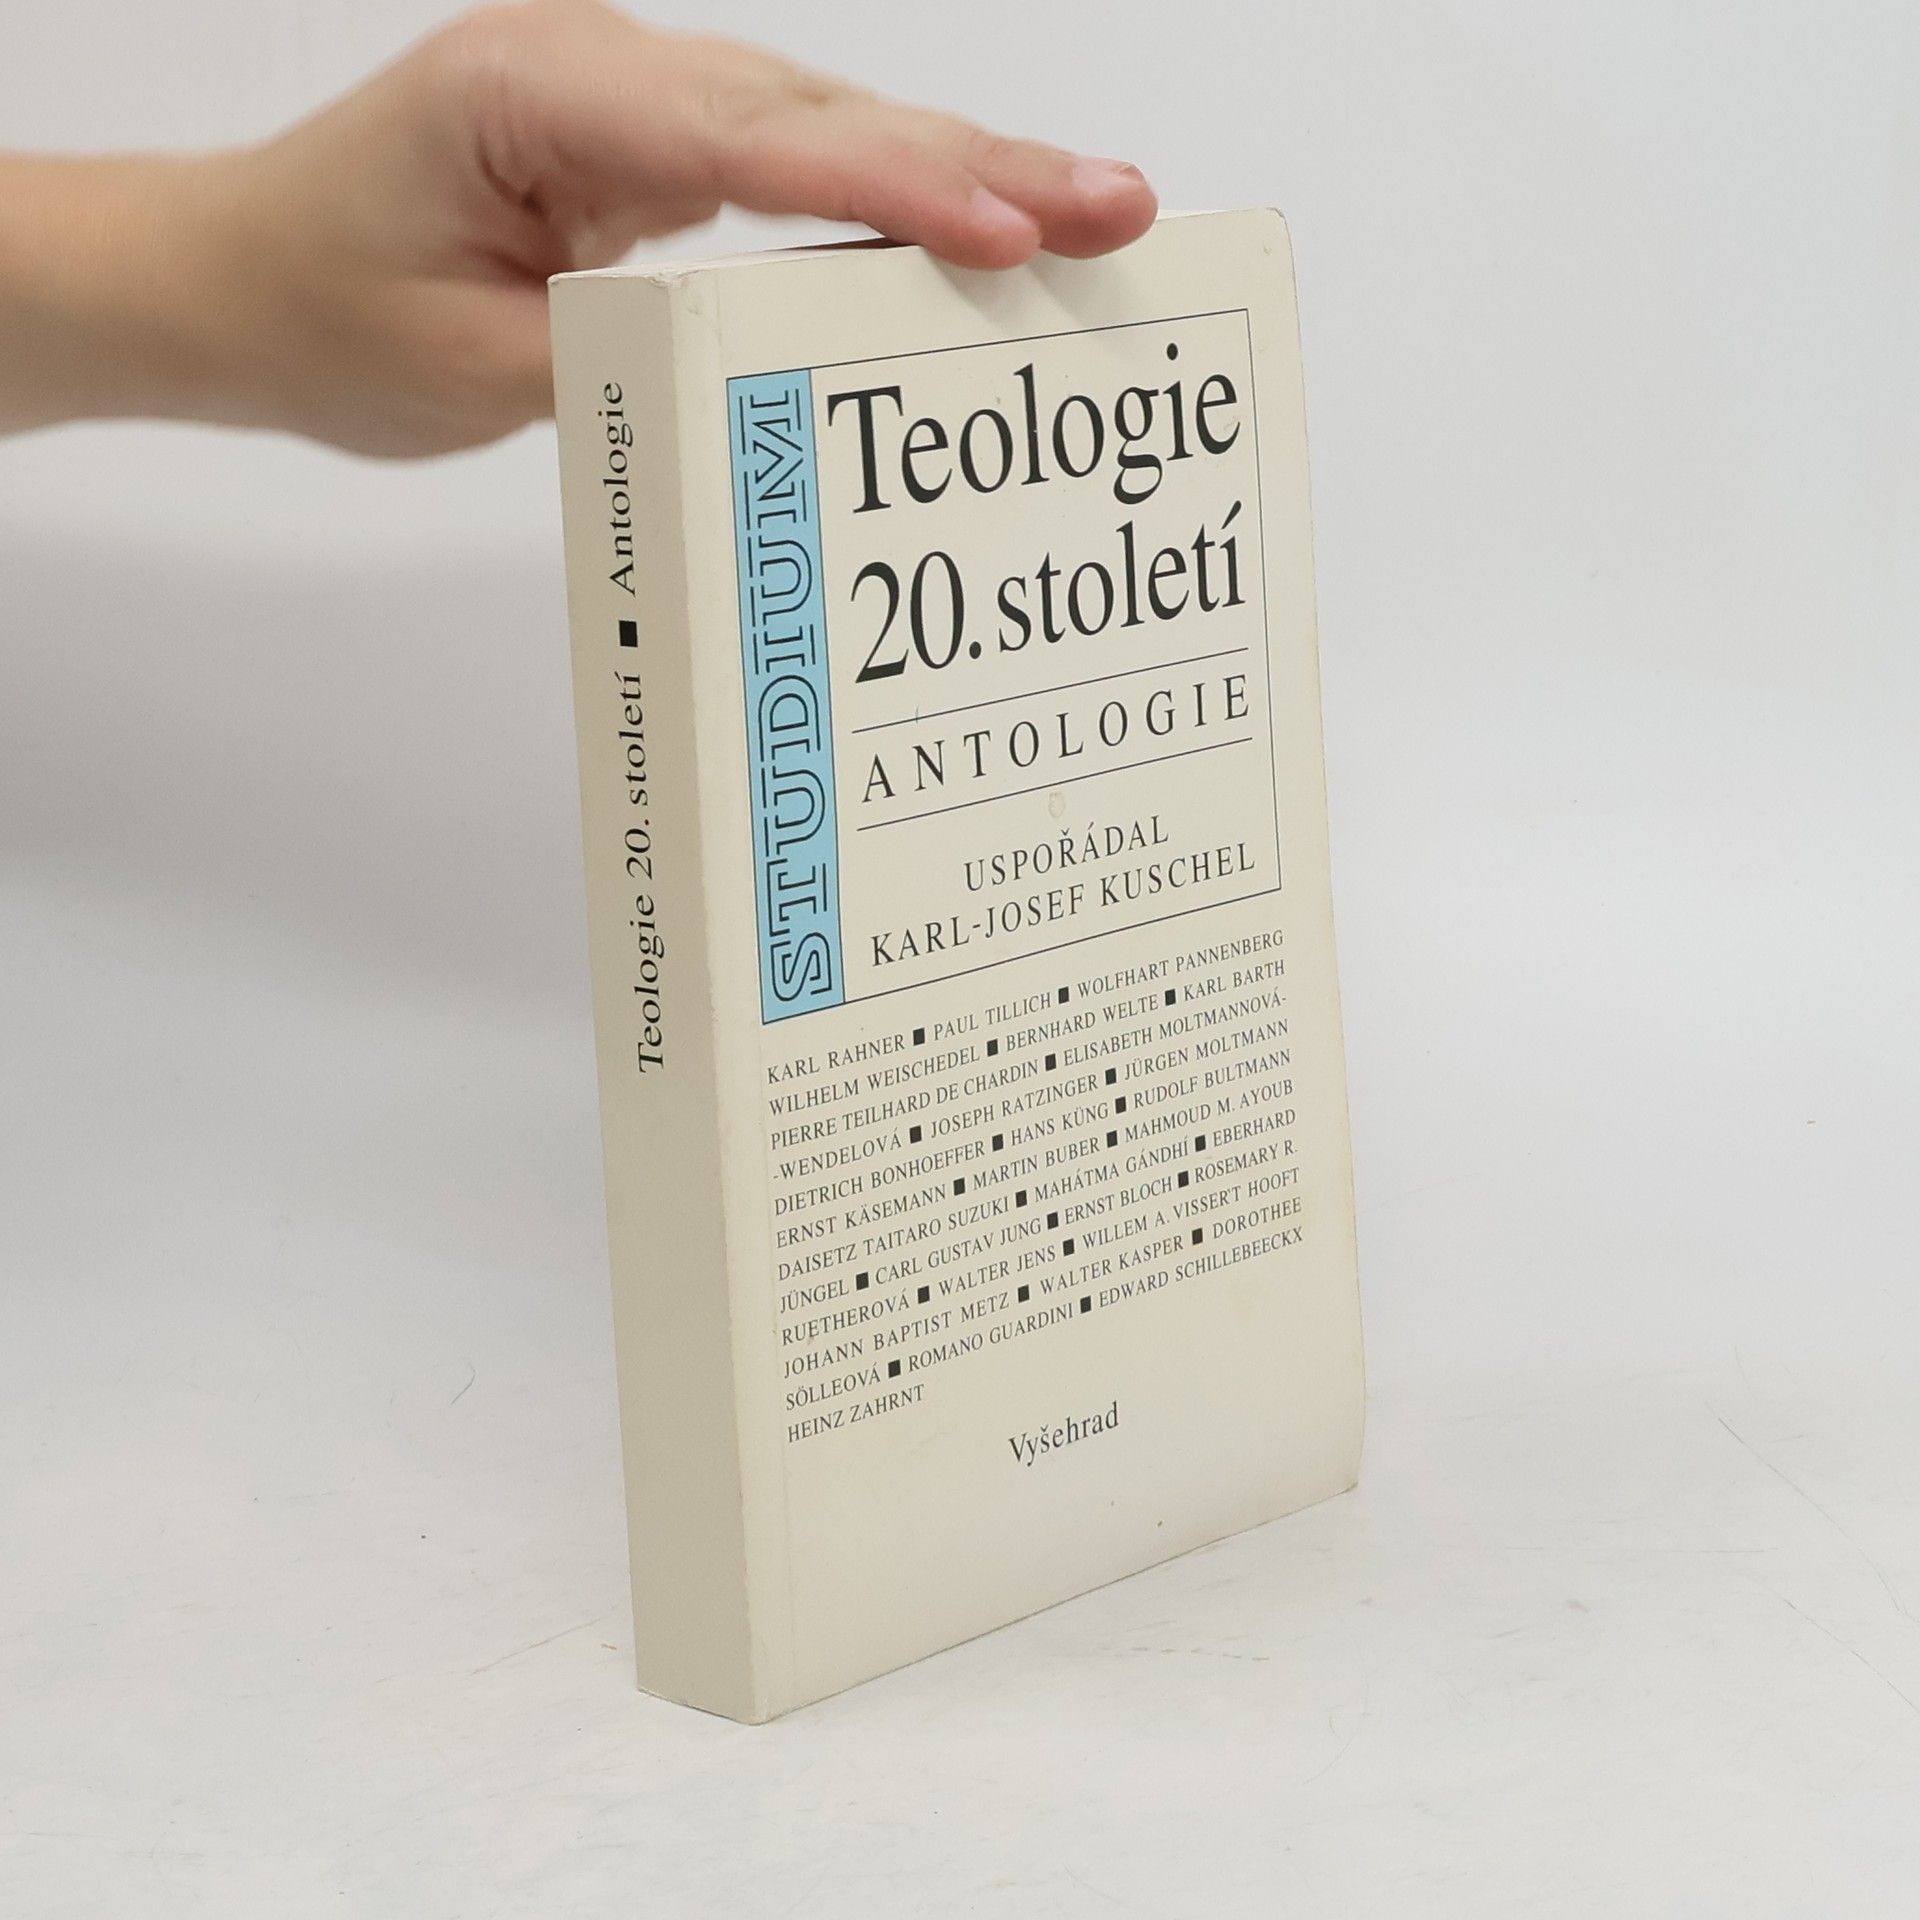 Teologie 20. století ■ Antologie
STUDIUM
Teologie
20. století
ANTOLOGIE
USPOŘÁDAL
KARL-JOSEF KUSCHEL
KARL RAHNER ■ PAUL TILLICH ■ WOLFHART PANNENBERG
WILHELM WEISCHEDEL ■ BERNHARD WELTE ■ KARL BARTH
PIERRE TEILHARD DE CHARDIN ■ ELISABETH MOLTMANNOVÁ-
-WENDELOVÁ ■ JOSEPH RATZINGER ■ JÜRGEN MOLTMANN
DIETRICH BONHOEFFER ■ HANS KÜNG ■ RUDOLF BULTMANN
ERNST KÄSEMANN ■ MARTIN BUBER ■ MAHMOUD M. AYOUB
DAISETZ TAITARO SUZUKI ■ MAHÁTMA GÁNDHÍ ■ EBERHARD
JÜNGEL ■ CARL GUSTAV JUNG ■ ERNST BLOCH ■ ROSEMARY R.
RUETHEROVÁ ■ WALTER JENS ■ WILLEM A. VISSER'T HOOFT
JOHANN BAPTIST METZ ■ WALTER KASPER ■ DOROTHEE
SÖLLEOVÁ ■ ROMANO GUARDINI ■ EDWARD SCHILLEBEECKX
HEINZ ZAHRNT
Vyšehrad